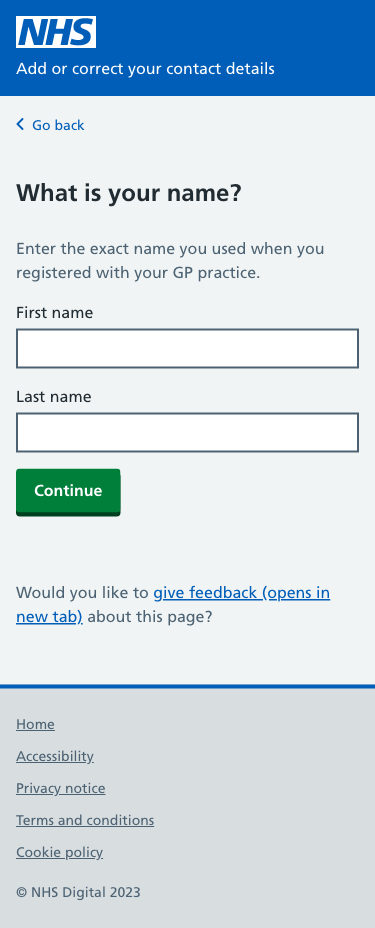 NHS
Add or correct your contact details
Go back
What is your name?
Enter the exact name you used when you
registered with your GP practice.
First name
Last name
Continue
Would you like to give feedback (opens in
new tab) about this page?
Home
Accessibility
Privacy notice
Terms and conditions
Cookie policy
© NHS Digital 2023